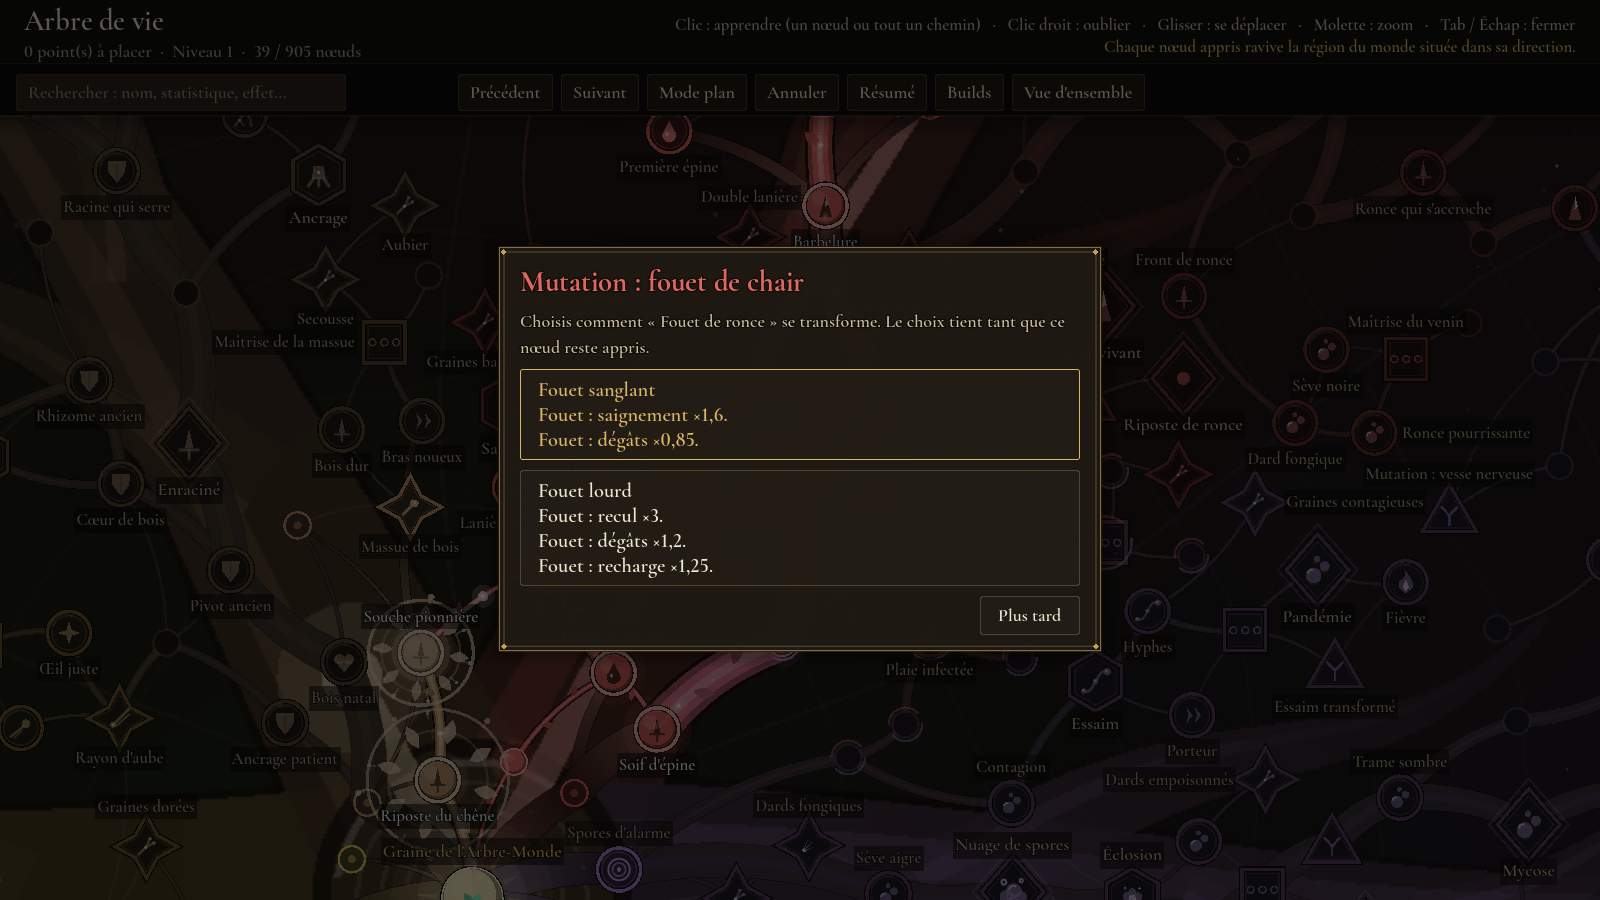 Arbre de vie
0 point(s) à placer · Niveau 1 · 39 / 905 nœuds
Clic : apprendre (un nœud ou tout un chemin) · Clic droit : oublier · Glisser : se déplacer · Molette : zoom · Tab / Échap : fermer
Chaque nœud appris ravive la région du monde située dans sa direction.
Rechercher : nom, statistique, effet...
Précédent
Suivant
Mode plan
Annuler
Résumé
Builds
Vue d'ensemble
Première épine
Double lanière
Racine qui serre
Ancrage
Ronce qui s'accroche
Aubier
Barbelure
Front de ronce
Mutation : fouet de chair
Choisis comment « Fouet de ronce » se transforme. Le choix tient tant que ce
nœud reste appris.
Fouet sanglant
Fouet : saignement ×1,6.
Fouet : dégâts ×0,85.
Fouet lourd
Fouet : recul ×3.
Fouet : dégâts ×1,2.
Fouet : recharge ×1,25.
Plus tard
Secousse
Maîtrise de la massue
Maîtrise du venin
Graines ba
vivant
Sève noire
Rhizome ancien
Riposte de ronce
Ronce pourrissante
Bois dur
Bras noueux
Sa
Dard fongique
Mutation : vesse nerveuse
Enraciné
Graines contagieuses
Cœur de bois
Laniè
Massue de bois
Pivot ancien
Souche pionnière
Pandémie
Fièvre
Hyphes
Œil juste
Bois natal
Plaie infectée
Essaim transformé
Essaim
Rayon d'aube
Ancrage patient
Soif d'épine
Porteur
Contagion
Dards empoisonnés
Trame sombre
Graines dorées
Riposte du chêne
Dards fongiques
Spores d'alarme
Graine de l'Arbre-Monde
Sève aigre
Nuage de spores
Éclosion
Mycose